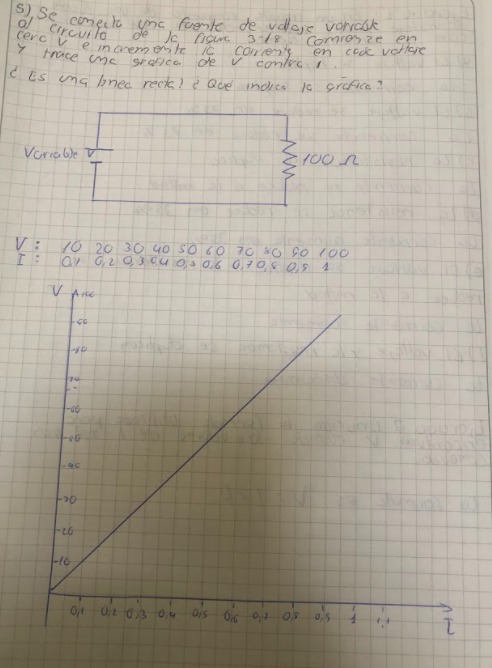 5) Se conecta una fuente de voltaje variable
al circuito de la figura 3-18. Comienze en
cero V e incremente la corriente en cada voltaje
y trace una gráfica de V contra I.
¿Es una linea recta? ¿Qué indica la gráfica?
Variable V
100 Ω
V: 10 20 30 40 50 60 70 80 90 100
I: 0,1 0,2 0,3 0,4 0,5 0,6 0,7 0,8 0,9 1
V 100
90
80
70
60
50
40
30
20
10
0,1 0,2 0,3 0,4 0,5 0,6 0,7 0,8 0,9 1 1,1
I